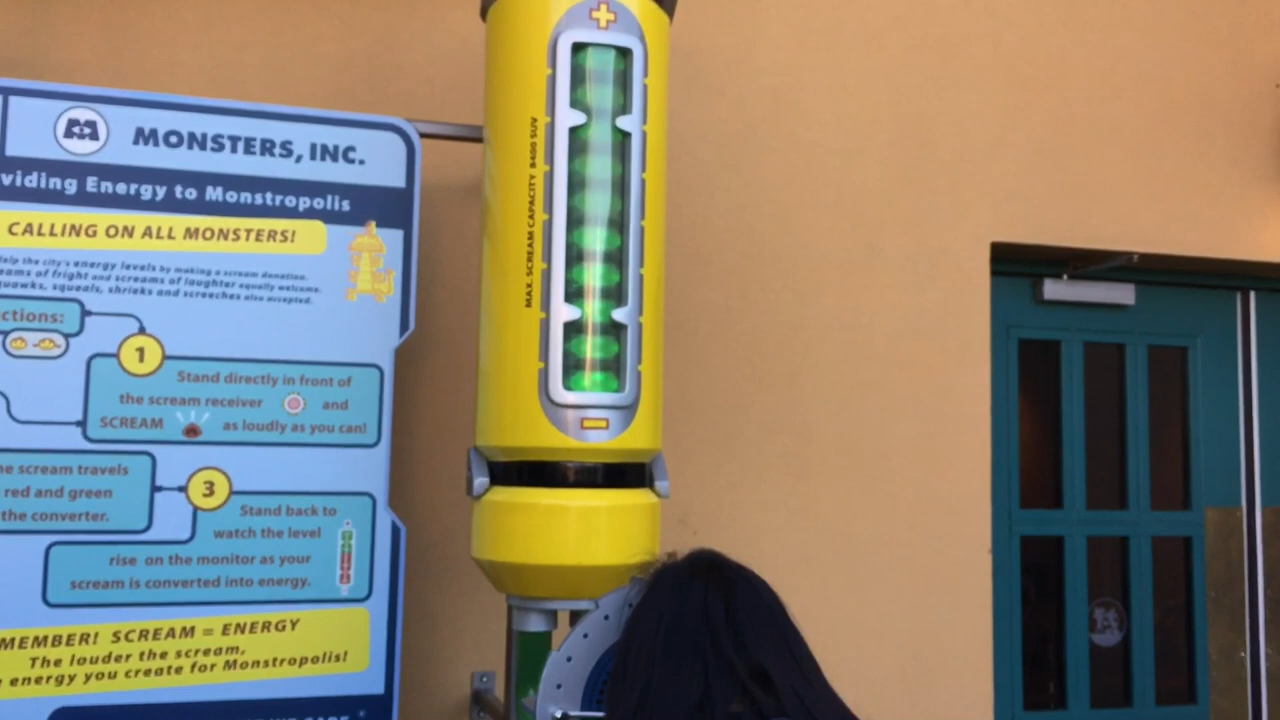 MONSTERS, INC.
viding Energy to Monstropolis
CALLING ON ALL MONSTERS!
elp the city's energy levels by making a scream donation.
eams of fright and screams of laughter equally welcome.
quawks, squeals, shrieks and screeches also accepted.
ctions:
1
Stand directly in front of
the scream receiver and
SCREAM as loudly as you can!
he scream travels
red and green
the converter.
3
Stand back to
watch the level
rise on the monitor as your
scream is converted into energy.
MEMBER! SCREAM = ENERGY
The louder the scream,
e energy you create for Monstropolis!
MAX. SCREAM CAPACITY 8400 SUV